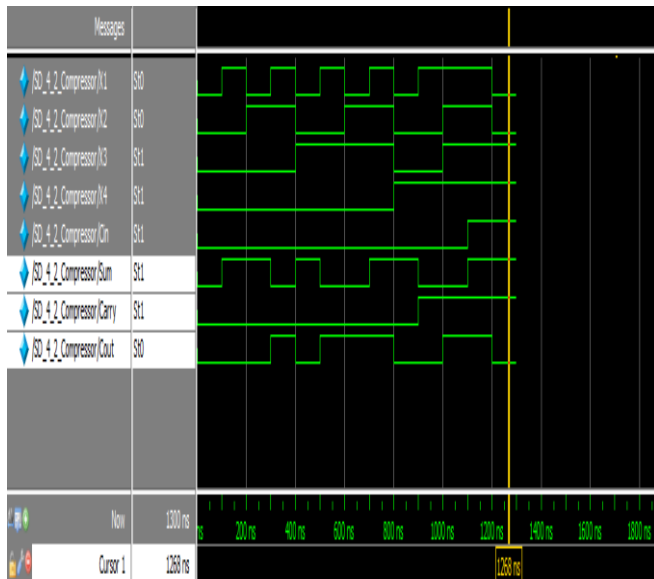 Messages
/SD_4_2_Compressor/X1 St0
/SD_4_2_Compressor/X2 St0
/SD_4_2_Compressor/X3 St1
/SD_4_2_Compressor/X4 St1
/SD_4_2_Compressor/Cin St1
/SD_4_2_Compressor/Sum St1
/SD_4_2_Compressor/Carry St1
/SD_4_2_Compressor/Cout St0
Now 1300 ns ns 200 ns 400 ns 600 ns 800 ns 1000 ns 1200 ns 1400 ns 1600 ns 1800 ns
Cursor 1 1268 ns 1268 ns